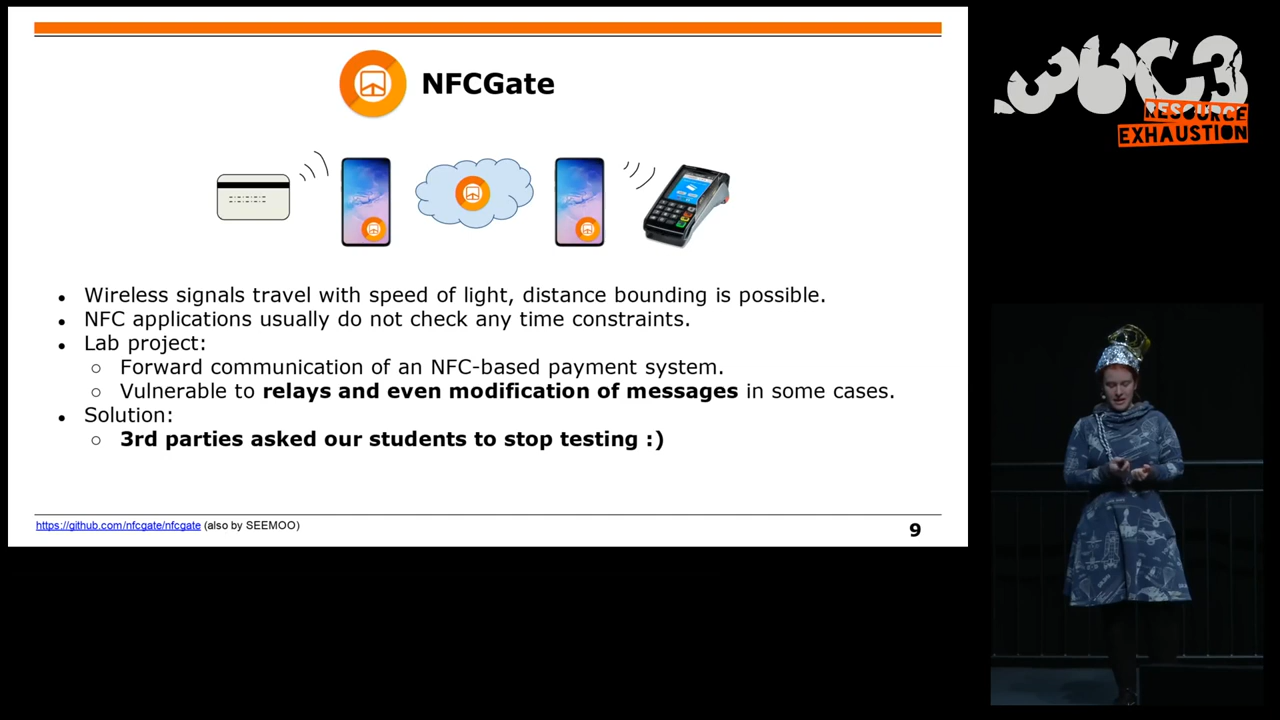 NFCGate
36C3
RESOURCE
EXHAUSTION
● Wireless signals travel with speed of light, distance bounding is possible.
● NFC applications usually do not check any time constraints.
● Lab project:
○ Forward communication of an NFC-based payment system.
○ Vulnerable to relays and even modification of messages in some cases.
● Solution:
○ 3rd parties asked our students to stop testing :)
https://github.com/nfcgate/nfcgate (also by SEEMOO)
9